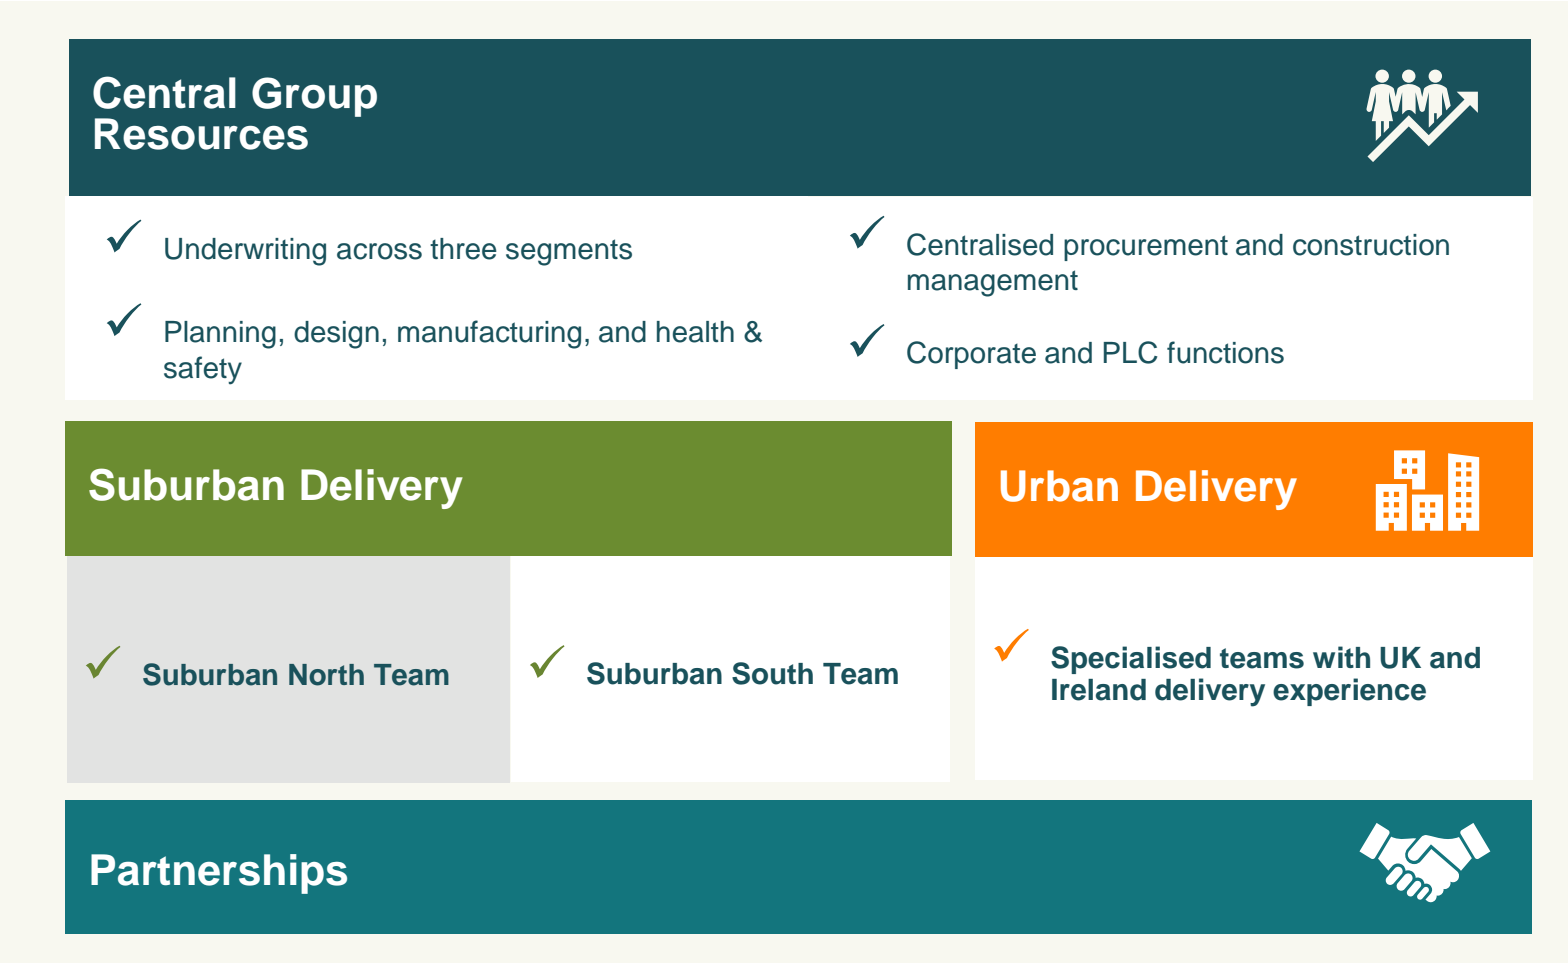 Central Group
Resources
Underwriting across three segments
Planning, design, manufacturing, and health &
safety
Centralised procurement and construction
management
Corporate and PLC functions
Suburban Delivery
Suburban North Team
Suburban South Team
Urban Delivery
Specialised teams with UK and
Ireland delivery experience
Partnerships